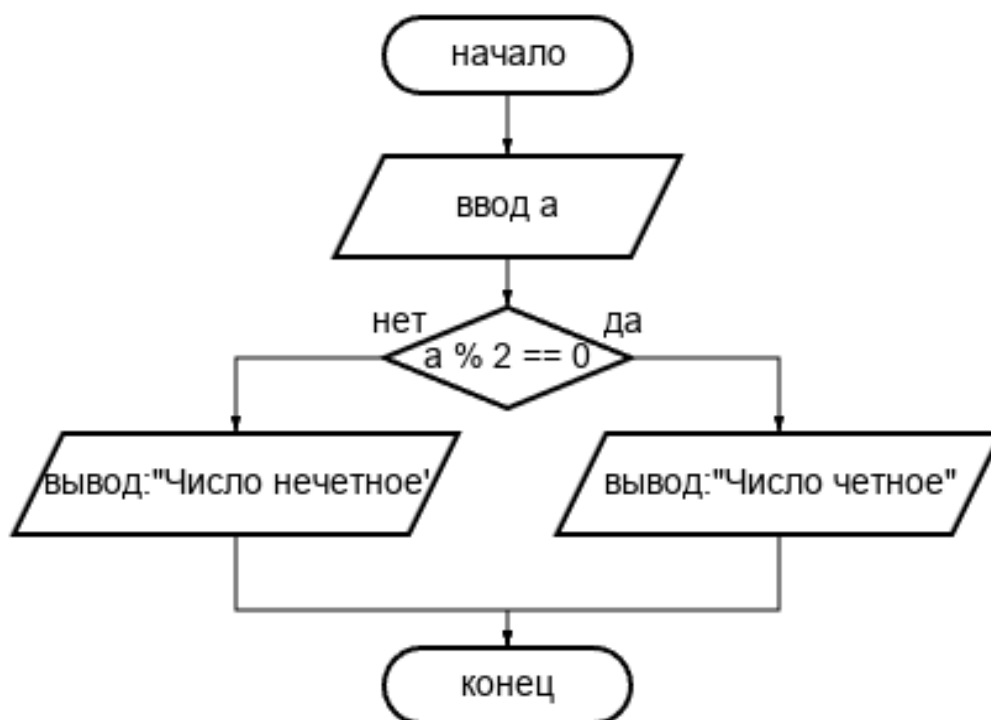 начало
ввод а
нет
да
a % 2 == 0
вывод:"Число нечетное"
вывод:"Число четное"
конец